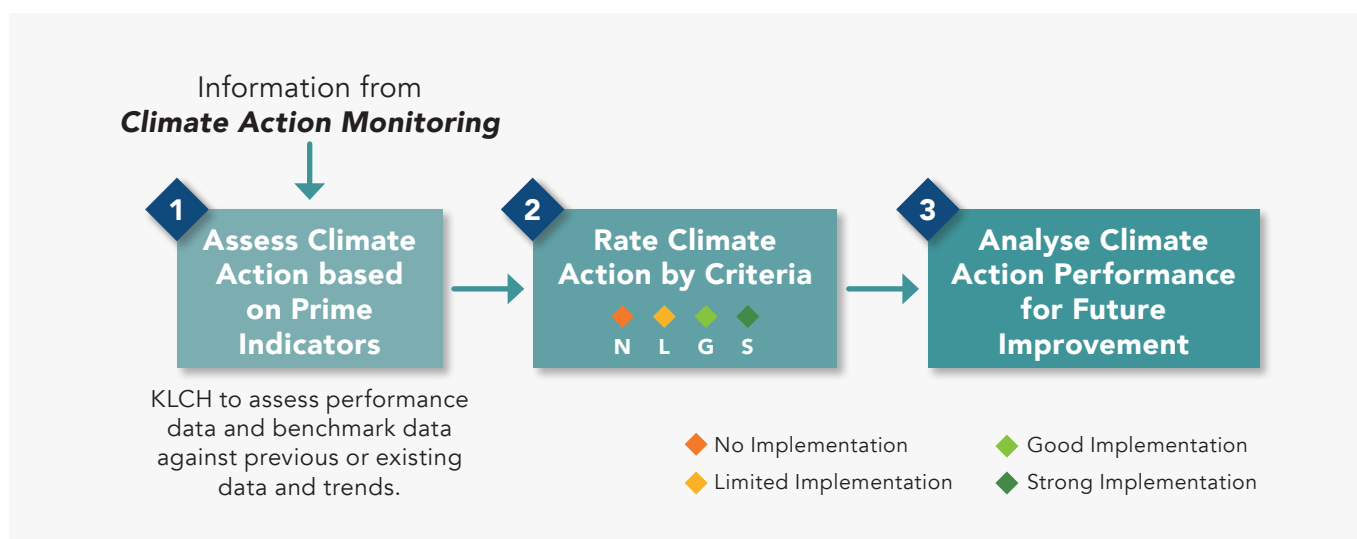 Information from
Climate Action Monitoring
1
Assess Climate
Action based
on Prime
Indicators
KLCH to assess performance
data and benchmark data
against previous or existing
data and trends.
2
Rate Climate
Action by Criteria
N L G S
3
Analyse Climate
Action Performance
for Future
Improvement
No Implementation
Limited Implementation
Good Implementation
Strong Implementation